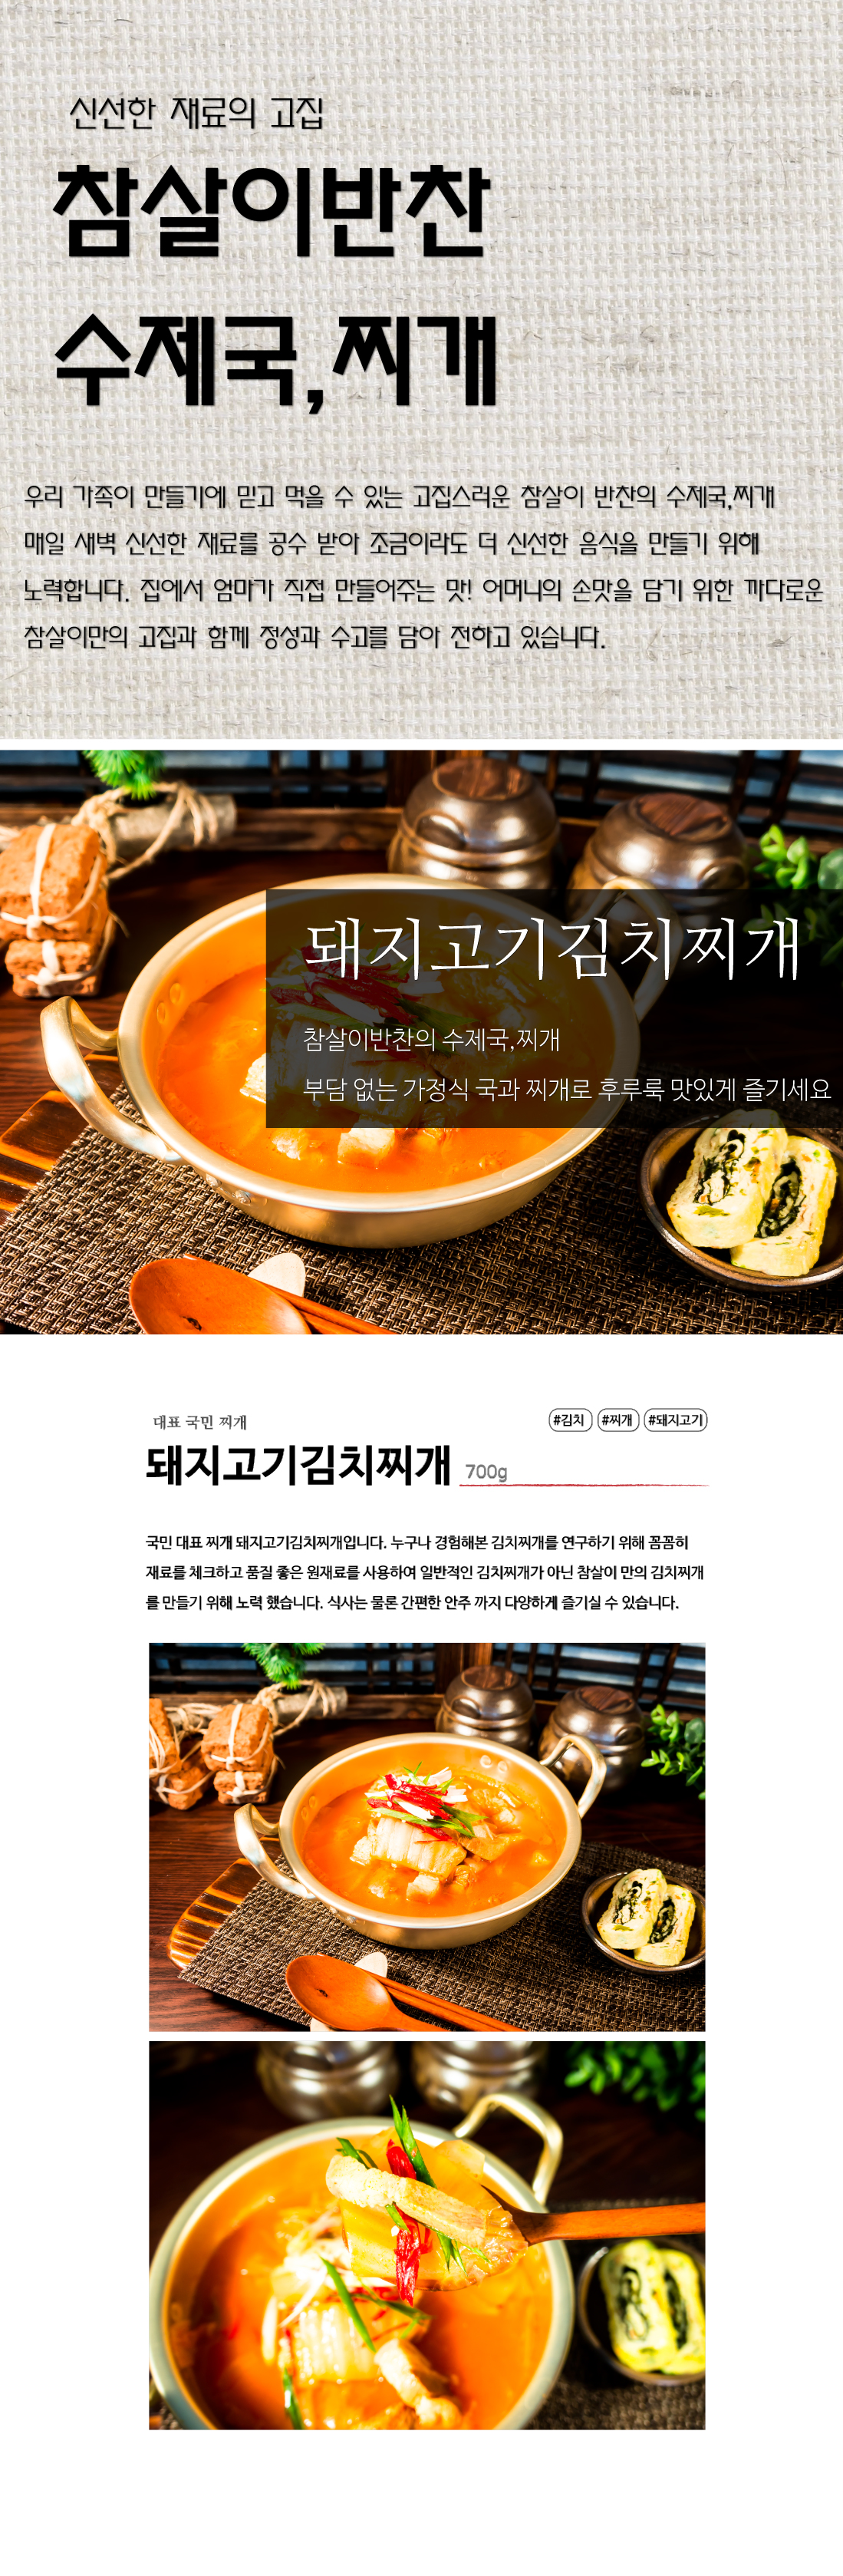 신선한 재료의 고집
참살이반찬
수제국,찌개
우리 가족이 만들기에 믿고 먹을 수 있는 고집스러운 참살이 반찬의 수제국,찌개
매일 새벽 신선한 재료를 공수 받아 조금이라도 더 신선한 음식을 만들기 위해
노력합니다. 집에서 엄마가 직접 만들어주는 맛! 어머니의 손맛을 담기 위한 까다로운
참살이만의 고집과 함께 정성과 수고를 담아 전하고 있습니다.
돼지고기김치찌개
참살이반찬의 수제국,찌개
부담 없는 가정식 국과 찌개로 후루룩 맛있게 즐기세요
대표 국민 찌개
#김치 #찌개 #돼지고기
돼지고기김치찌개 700g
국민 대표 찌개 돼지고기김치찌개입니다. 누구나 경험해본 김치찌개를 연구하기 위해 꼼꼼히
재료를 체크하고 품질 좋은 원재료를 사용하여 일반적인 김치찌개가 아닌 참살이 만의 김치찌개
를 만들기 위해 노력 했습니다. 식사는 물론 간편한 안주 까지 다양하게 즐기실 수 있습니다.